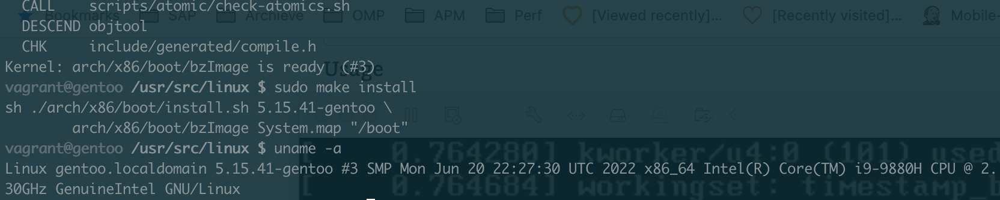 CALL    scripts/atomic/check-atomics.sh
Bookmarks SAP Archieve OMP APM Perf [Viewed recently]... [Recently visited]... Mobile-
DESCEND objtool
CHK     include/generated/compile.h
Kernel: arch/x86/boot/bzImage is ready  (#3)
Usage
vagrant@gentoo /usr/src/linux $ sudo make install
sh ./arch/x86/boot/install.sh 5.15.41-gentoo \
        arch/x86/boot/bzImage System.map "/boot"
vagrant@gentoo /usr/src/linux $ uname -a
[    0.764280] kworker/u4:0 (101) used
Linux gentoo.localdomain 5.15.41-gentoo #3 SMP Mon Jun 20 22:27:30 UTC 2022 x86_64 Intel(R) Core(TM) i9-9880H CPU @ 2.
30GHz GenuineIntel GNU/Linux
[    0.764684] workingset: timestamp_